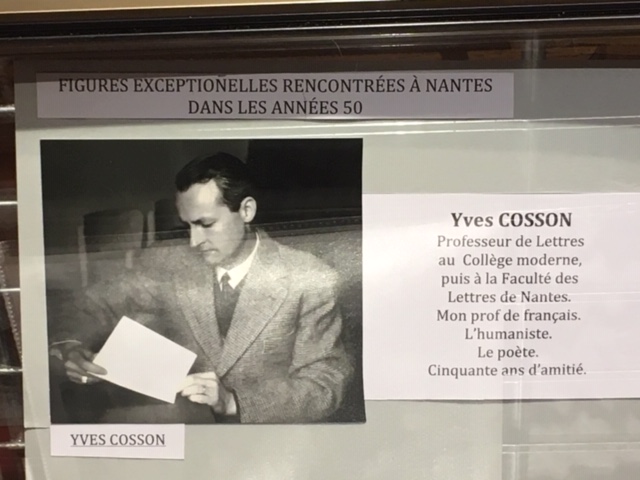 FIGURES EXCEPTIONELLES RENCONTRÉES À NANTES
DANS LES ANNÉES 50
Yves COSSON
Professeur de Lettres
au Collège moderne,
puis à la Faculté des
Lettres de Nantes.
Mon prof de français.
L'humaniste.
Le poète.
Cinquante ans d'amitié.
YVES COSSON